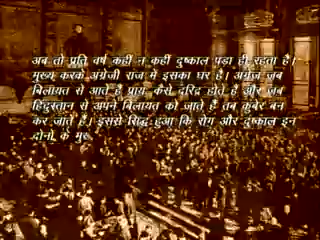 अब तो प्रति वर्ष कहीं न कहीं दुष्काल पड़ा ही रहता है।
मुख्य करके अंग्रेजी राज में इसका घर है। अंग्रेज जब
बिलायत से आते हैं प्रायः कैसे दरिद्र होते हैं और जब
हिंदुस्तान से अपने बिलायत को जाते हैं तब कुबेर बन
कर जाते हैं। इससे सिद्ध हुआ कि रोग और दुष्काल इन
दोनों के मुख